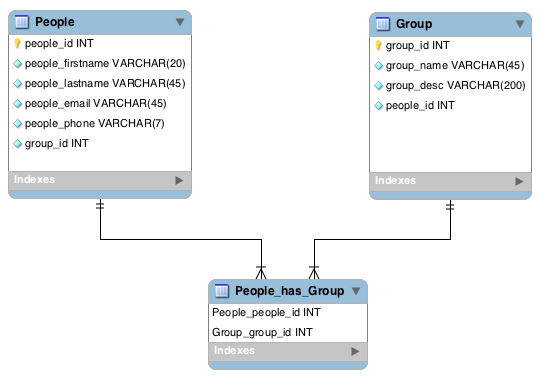 People
people_id INT
people_firstname VARCHAR(20)
people_lastname VARCHAR(45)
people_email VARCHAR(45)
people_phone VARCHAR(7)
group_id INT
Indexes
Group
group_id INT
group_name VARCHAR(45)
group_desc VARCHAR(200)
people_id INT
Indexes
People_has_Group
People_people_id INT
Group_group_id INT
Indexes